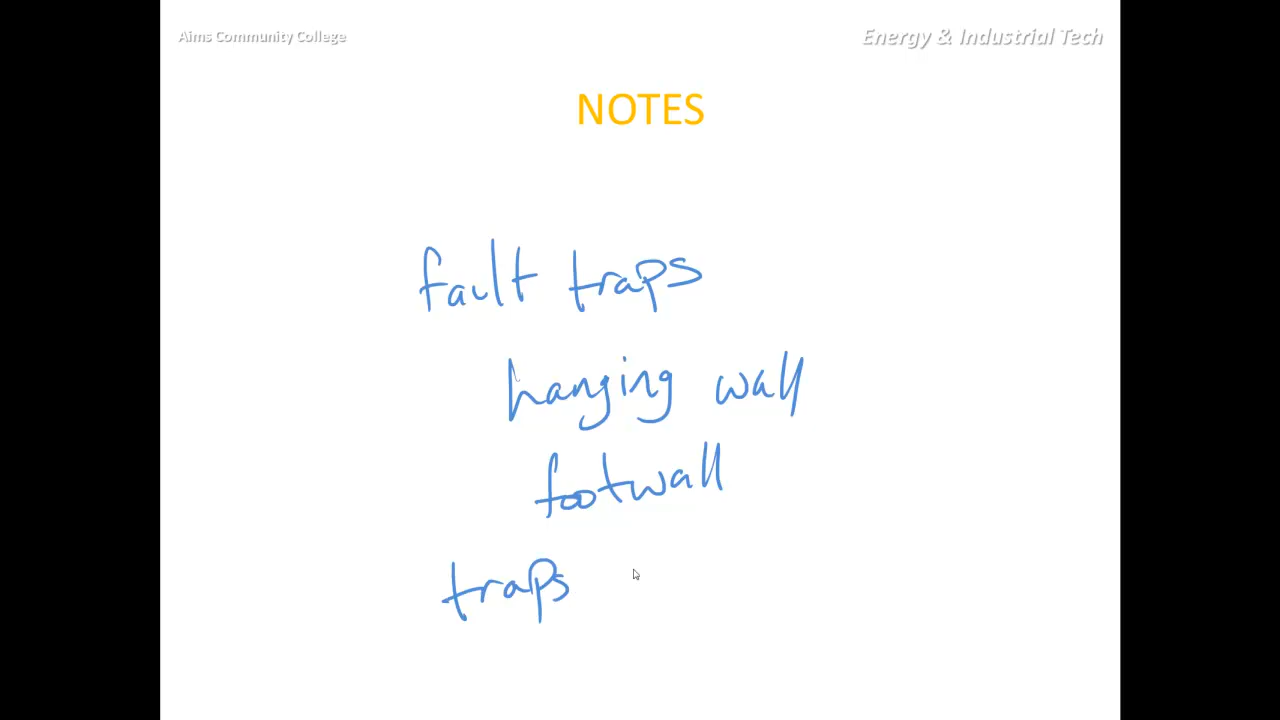 Aims Community College
Energy & Industrial Tech
NOTES
fault traps
hanging wall
footwall
traps